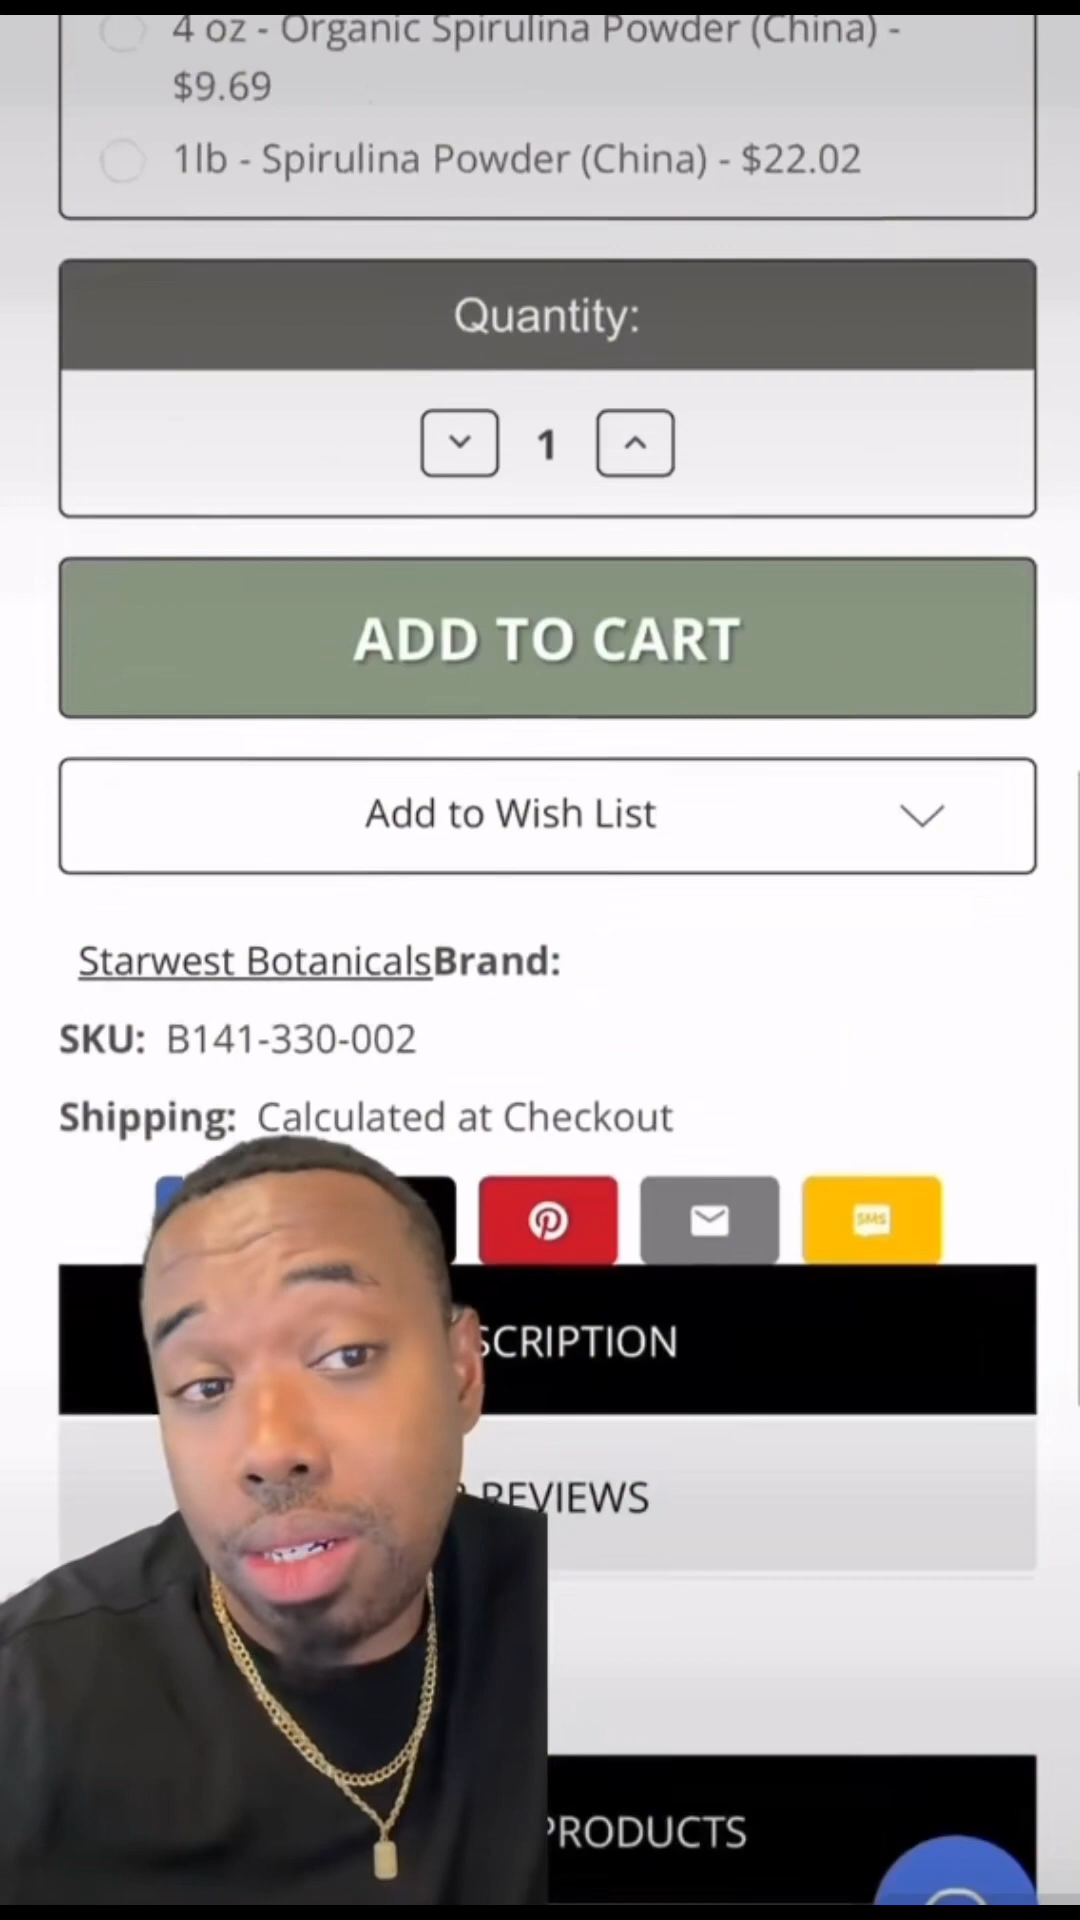 4 oz - Organic Spirulina Powder (China) -
$9.69
1lb - Spirulina Powder (China) - $22.02
Quantity:
1
ADD TO CART
Add to Wish List
Starwest BotanicalsBrand:
SKU: B141-330-002
Shipping: Calculated at Checkout
SMS
SCRIPTION
REVIEWS
PRODUCTS